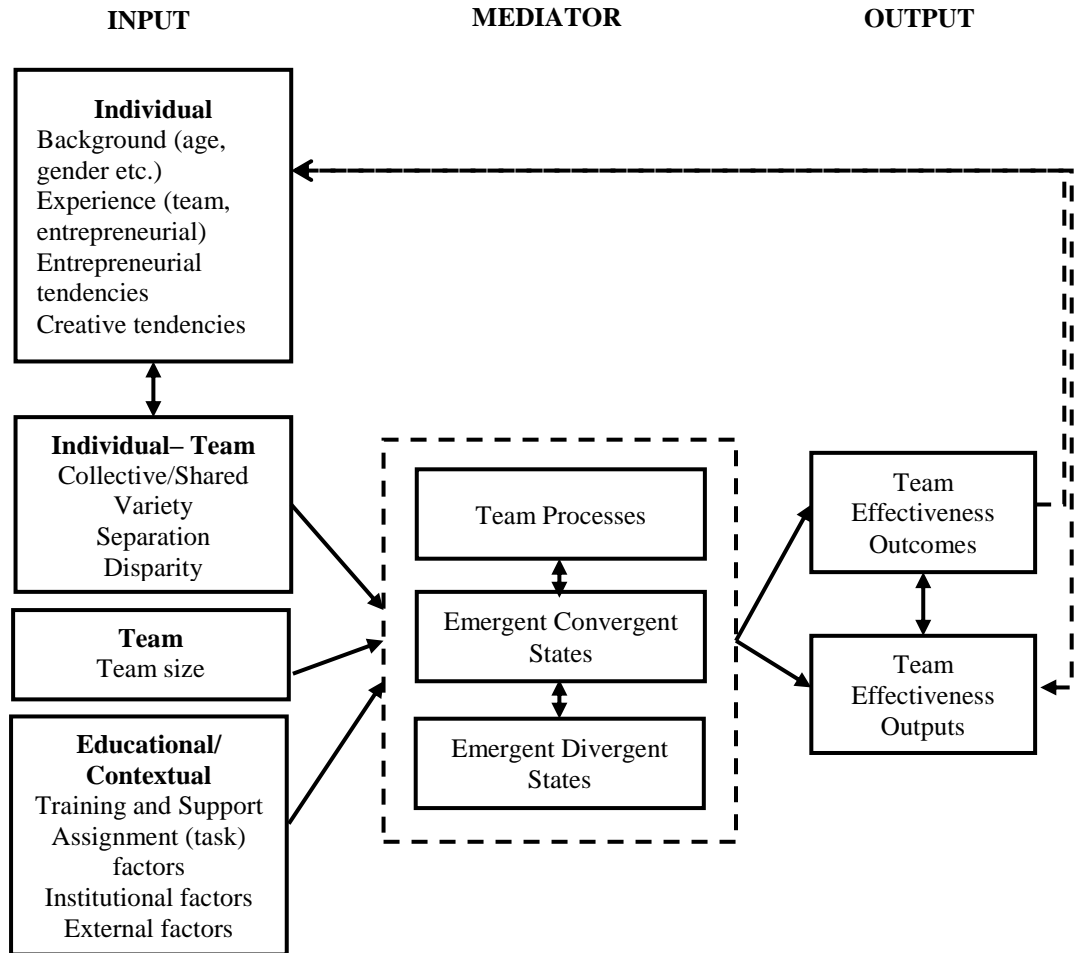 INPUT
MEDIATOR
OUTPUT
Individual
Background (age,
gender etc.)
Experience (team,
entrepreneurial)
Entrepreneurial
tendencies
Creative tendencies
Individual– Team
Collective/Shared
Variety
Separation
Disparity
Team
Team size
Educational/
Contextual
Training and Support
Assignment (task)
factors
Institutional factors
External factors
Team Processes
Emergent Convergent
States
Emergent Divergent
States
Team
Effectiveness
Outcomes
Team
Effectiveness
Outputs